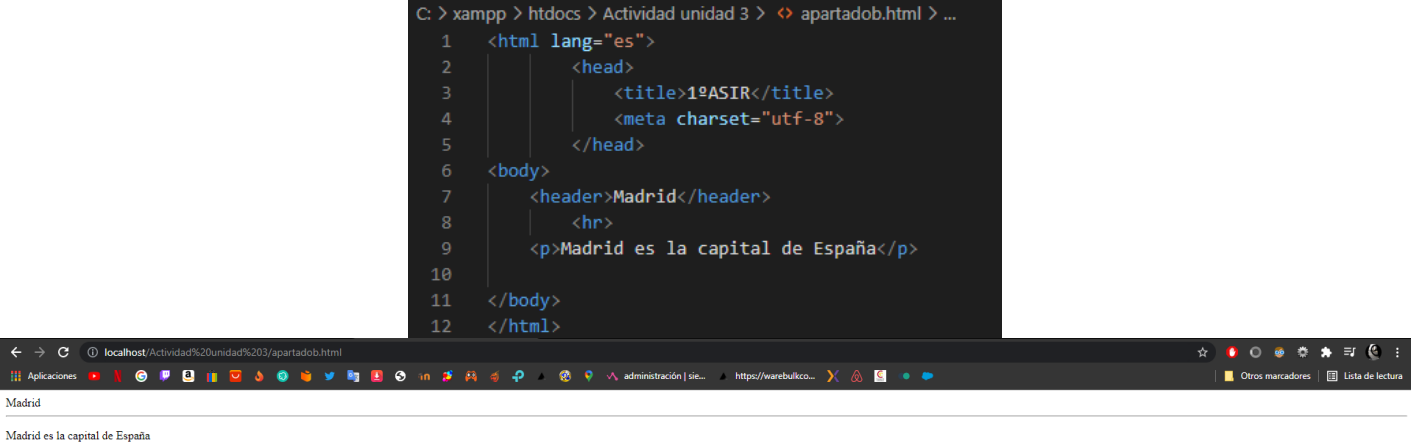 C: > xampp > htdocs > Actividad unidad 3 > <> apartadob.html > ...
1 <html lang="es">
2 <head>
3 <title>1ºASIR</title>
4 <meta charset="utf-8">
5 </head>
6 <body>
7 <header>Madrid</header>
8 <hr>
9 <p>Madrid es la capital de España</p>
10
11 </body>
12 </html>
localhost/Actividad%20unidad%203/apartadob.html
Aplicaciones administración | sie... https://warebulkco... Otros marcadores Lista de lectura
Madrid
Madrid es la capital de España